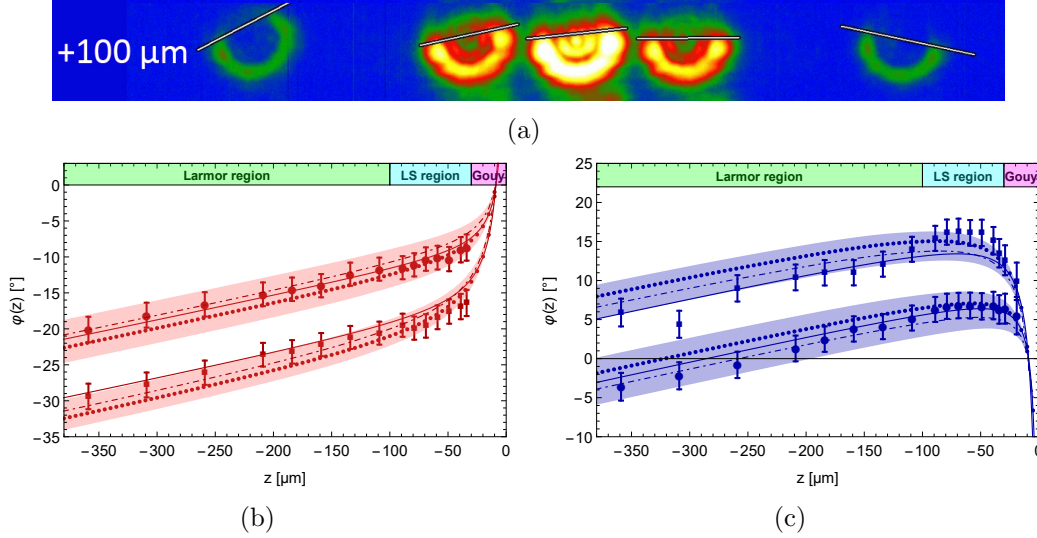 +100 μm
(a)
Larmor region
LS region
Gouy
0
−5
−10
−15
−20
−25
−30
−35
φ(z) [°]
−350
−300
−250
−200
−150
−100
−50
0
z [μm]
(b)
Larmor region
LS region
Gouy
25
20
15
10
5
0
−5
−10
φ(z) [°]
−350
−300
−250
−200
−150
−100
−50
0
z [μm]
(c)